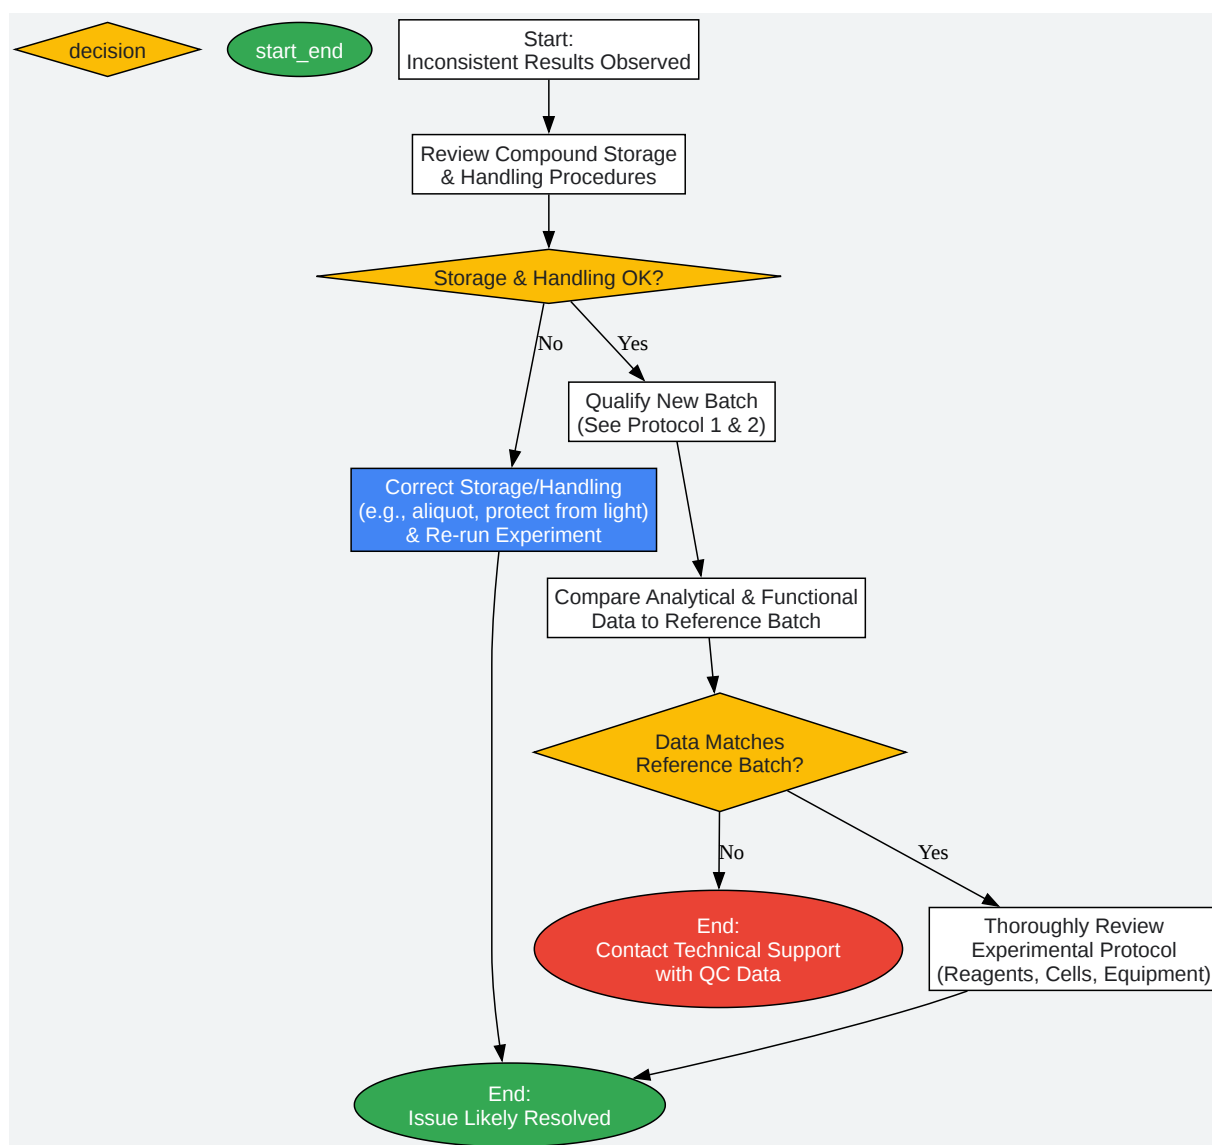 decision
start_end
Start:
Inconsistent Results Observed
Review Compound Storage
& Handling Procedures
Storage & Handling OK?
No
Yes
Qualify New Batch
(See Protocol 1 & 2)
Correct Storage/Handling
(e.g., aliquot, protect from light)
& Re-run Experiment
Compare Analytical & Functional
Data to Reference Batch
Data Matches
Reference Batch?
No
Yes
End:
Contact Technical Support
with QC Data
Thoroughly Review
Experimental Protocol
(Reagents, Cells, Equipment)
End:
Issue Likely Resolved